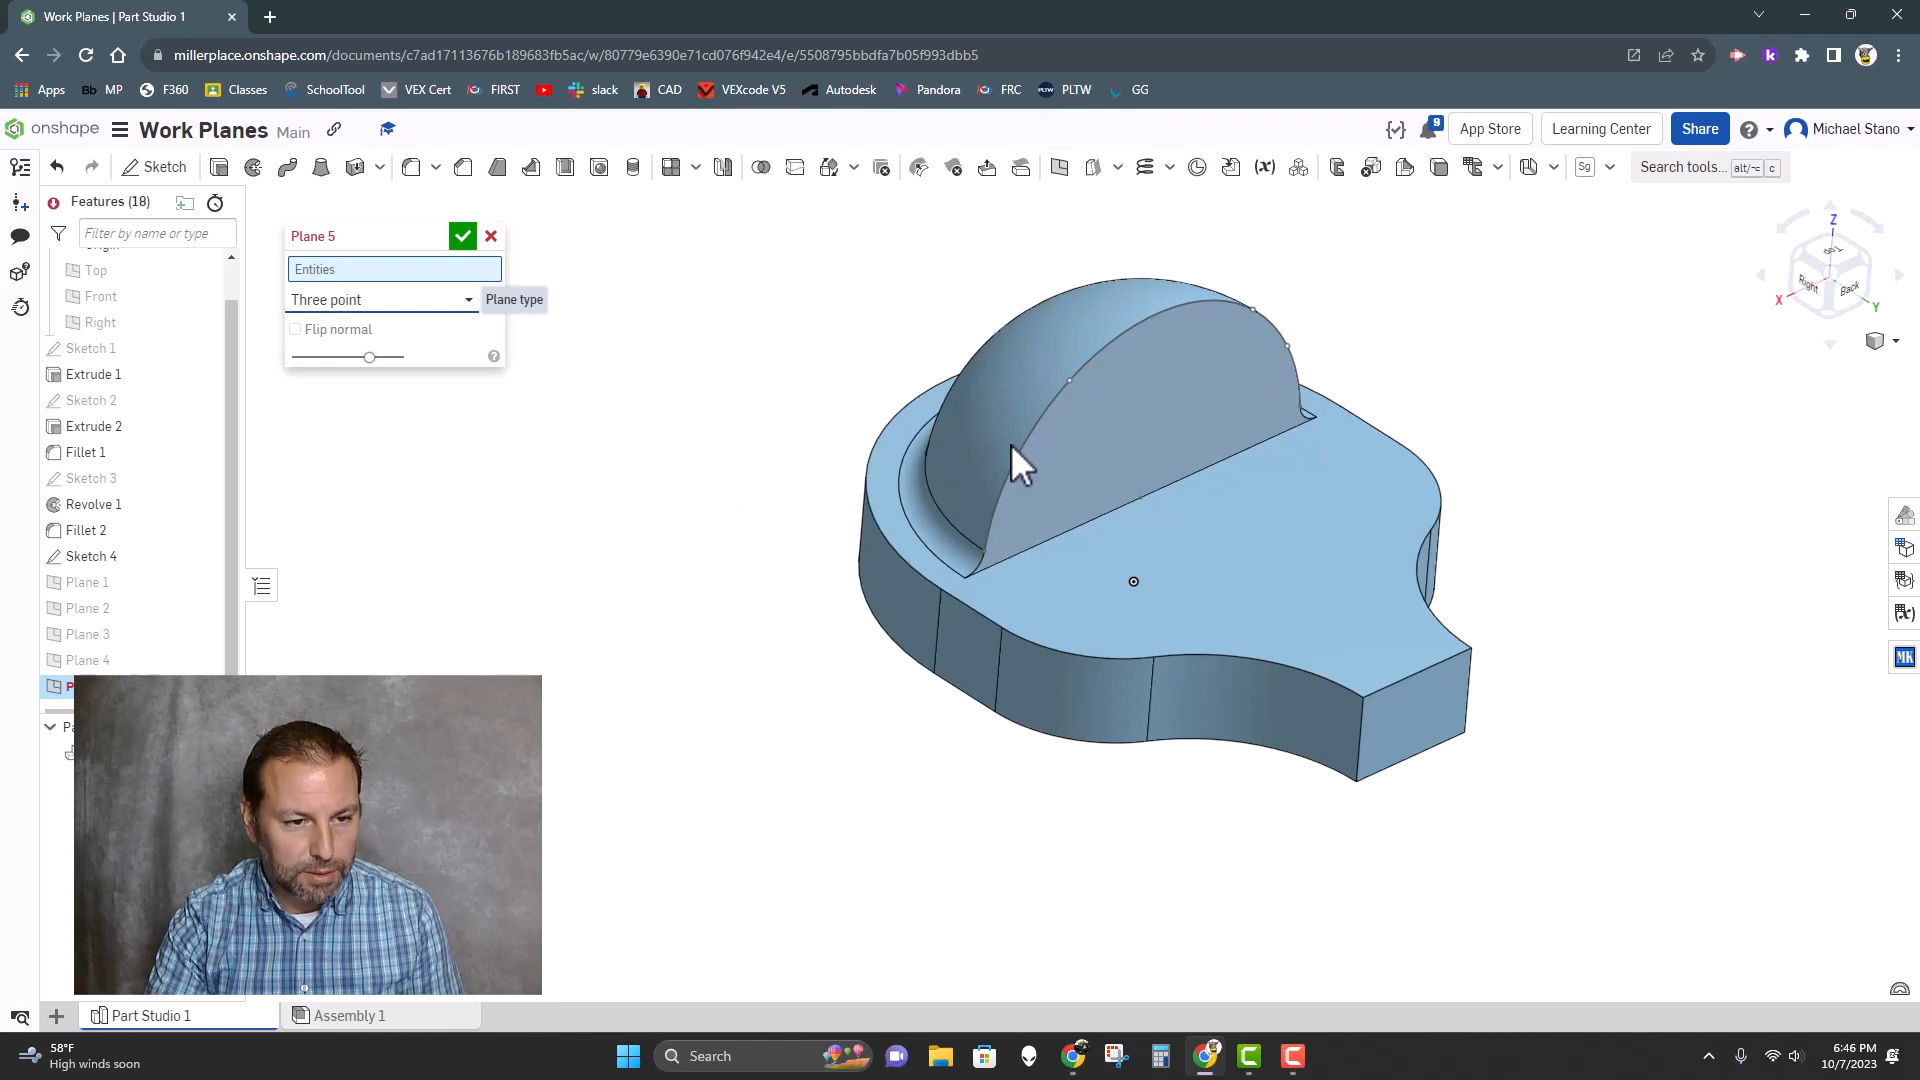 Work Planes | Part Studio 1
millerplace.onshape.com/documents/c7ad17113676b189683fb5ac/w/80779e6390e71cd076f942e4/e/5508795bbdfa7b05f993dbb5
Apps
Bb MP
F360
Classes
SchoolTool
VEX Cert
FIRST
slack
CAD
VEXcode V5
Autodesk
Pandora
FRC
PLTW
GG
onshape
Work Planes Main
9
App Store
Learning Center
Share
Michael Stano
Sketch
(x)
Sg
Search tools... alt/⌥ c
Features (18)
Filter by name or type
Top
Front
Right
Sketch 1
Extrude 1
Sketch 2
Extrude 2
Fillet 1
Sketch 3
Revolve 1
Fillet 2
Sketch 4
Plane 1
Plane 2
Plane 3
Plane 4
Plane 5
Entities
Three point
Plane type
Flip normal
Z
X
Y
Right
Back
MK
Part Studio 1
Assembly 1
58°F
High winds soon
Search
6:46 PM
10/7/2023